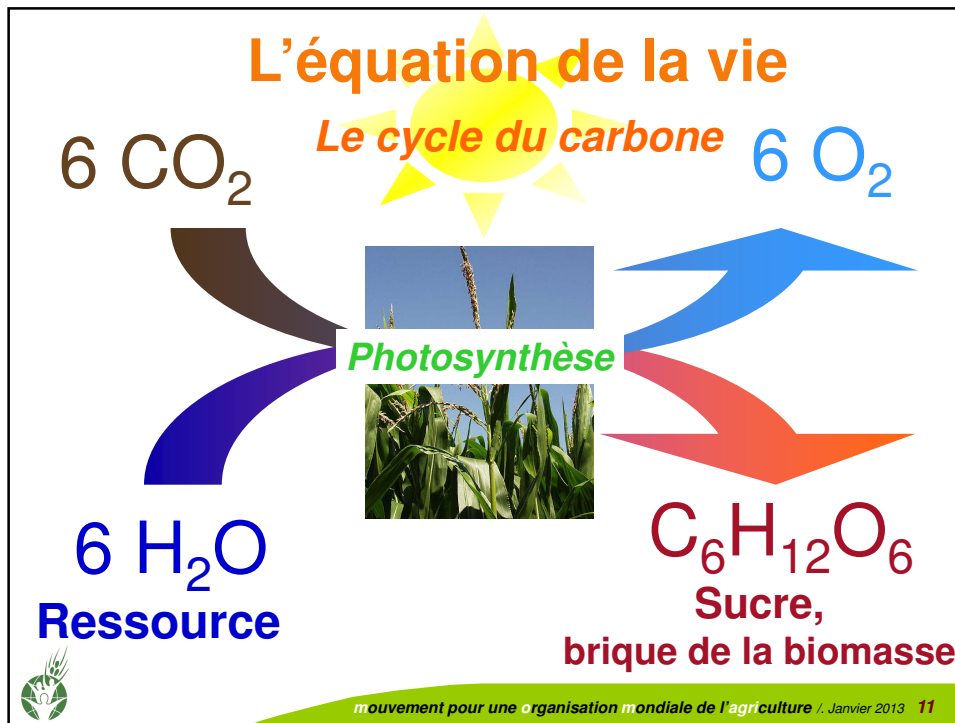 L’équation de la vie
Le cycle du carbone
6 CO₂
6 O₂
Photosynthèse
6 H₂O
Ressource
C₆H₁₂O₆
Sucre,
brique de la biomasse
mouvement pour une organisation mondiale de l’agriculture /. Janvier 2013 11